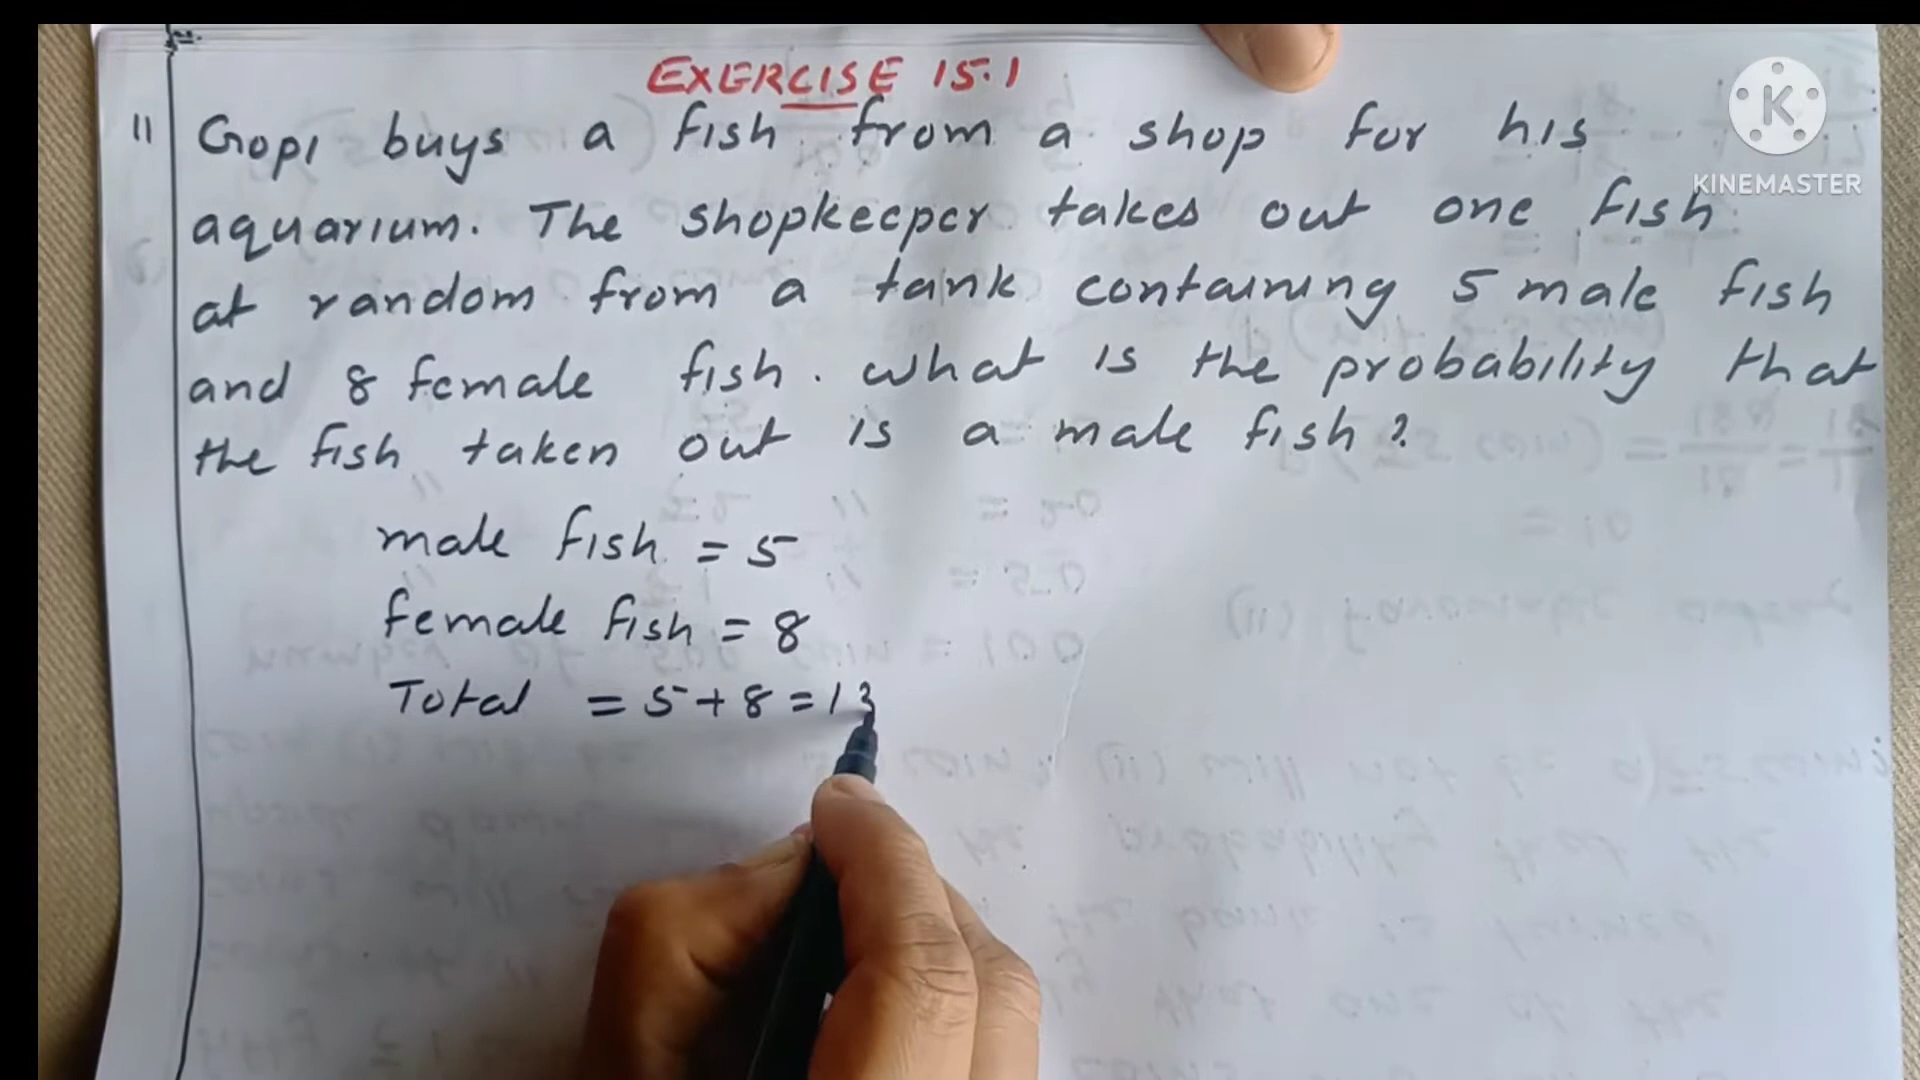 EXERCISE 15.1
11 Gopi buys a fish from a shop for his
aquarium. The shopkeeper takes out one fish
at random from a tank containing 5 male fish
and 8 female fish. what is the probability that
the fish taken out is a male fish?
male fish = 5
female fish = 8
Total = 5+8 = 13
K
KINEMASTER